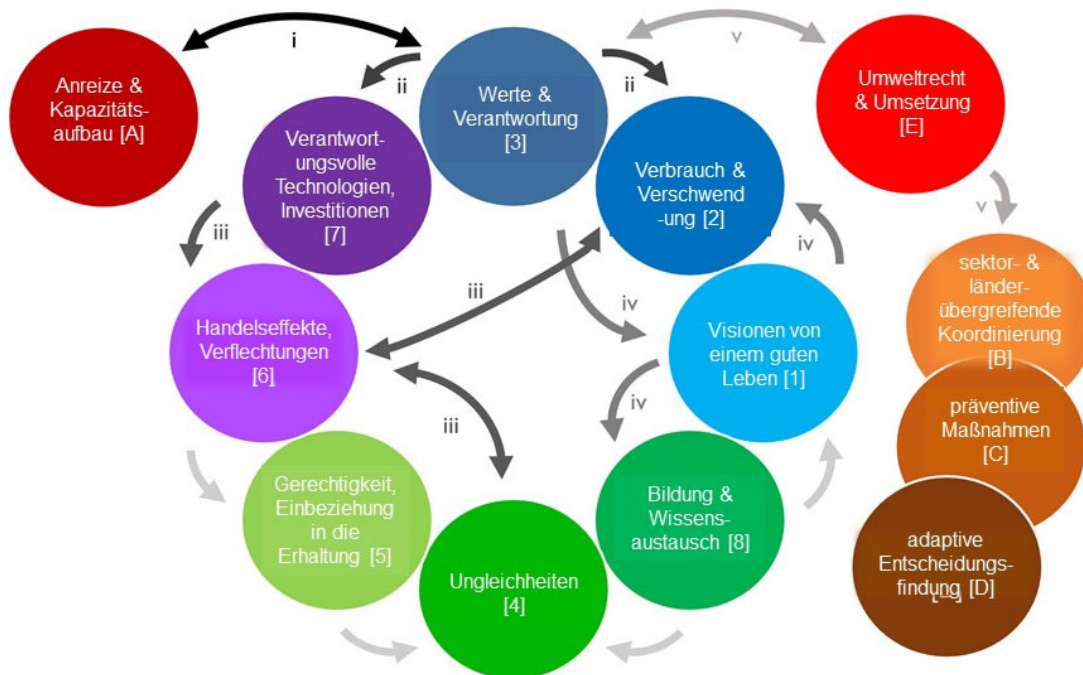 i
v
ii
ii
Anreize &
Kapazitäts-
aufbau [A]
Werte &
Verantwortung
[3]
Umweltrecht
& Umsetzung
[E]
Verantwort-
ungsvolle
Technologien,
Investitionen
[7]
Verbrauch &
Verschwend
-ung [2]
v
iii
iv
iii
iv
sektor- &
länder-
übergreifende
Koordinierung
[B]
Handelseffekte,
Verflechtungen
[6]
Visionen von
einem guten
Leben [1]
iv
iii
präventive
Maßnahmen
[C]
Gerechtigkeit,
Einbeziehung
in die
Erhaltung [5]
Bildung &
Wissens-
austausch [8]
Ungleichheiten
[4]
adaptive
Entscheidungs-
findung [D]